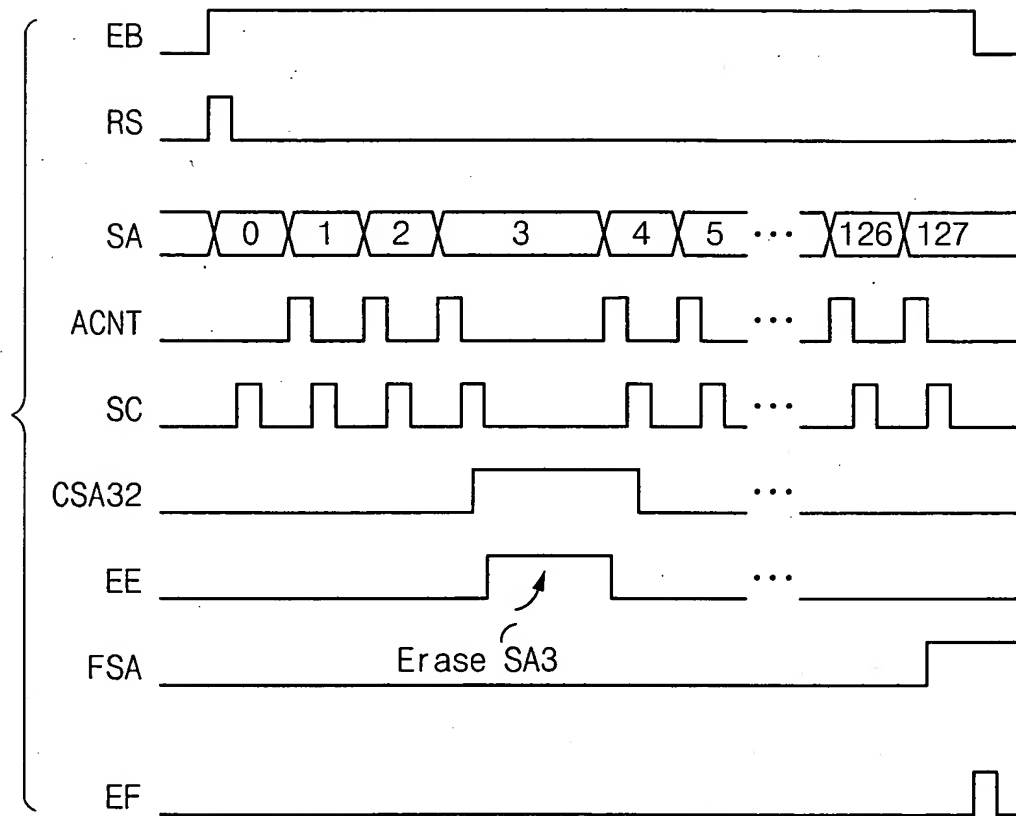 EB
RS
SA 0 1 2 3 4 5 ··· 126 127
ACNT ···
SC ···
CSA32 ···
EE ···
Erase SA3
FSA
EF